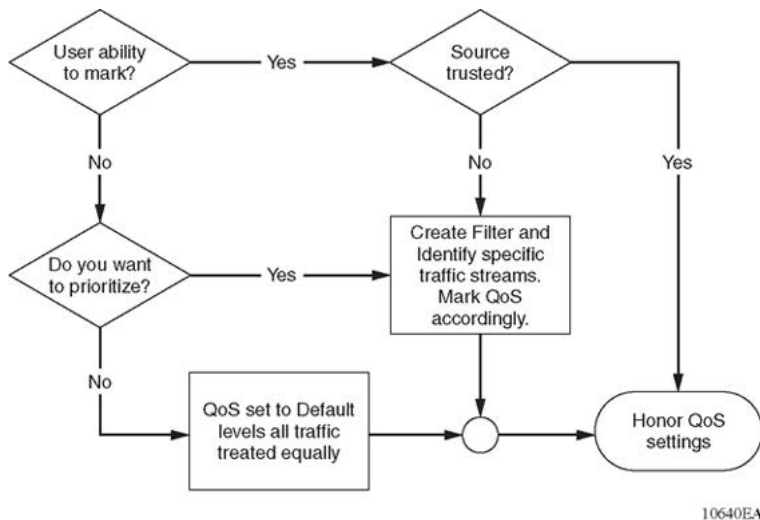 User ability
to mark?
Yes
Source
trusted?
No
No
Yes
Do you want
to prioritize?
Yes
Create Filter and
Identify specific
traffic streams.
Mark QoS
accordingly.
No
QoS set to Default
levels all traffic
treated equally
Honor QoS
settings
10640EA